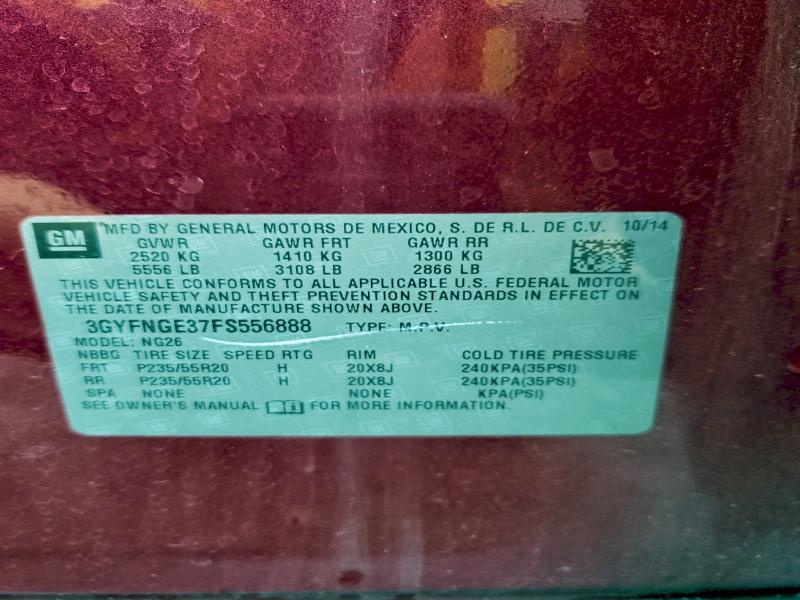 GM MFD BY GENERAL MOTORS DE MEXICO, S. DE R.L. DE C.V. 10/14
GVWR GAWR FRT GAWR RR
2520 KG 1410 KG 1300 KG
5556 LB 3108 LB 2866 LB
THIS VEHICLE CONFORMS TO ALL APPLICABLE U.S. FEDERAL MOTOR
VEHICLE SAFETY AND THEFT PREVENTION STANDARDS IN EFFECT ON
THE DATE OF MANUFACTURE SHOWN ABOVE.
3GYFNGE37FS556888 TYPE: M.P.V.
MODEL: NG26
NBBG TIRE SIZE SPEED RTG RIM COLD TIRE PRESSURE
FRT P235/55R20 H 20X8J 240KPA(35PSI)
RR P235/55R20 H 20X8J 240KPA(35PSI)
SPA NONE NONE KPA(PSI)
SEE OWNER'S MANUAL FOR MORE INFORMATION.